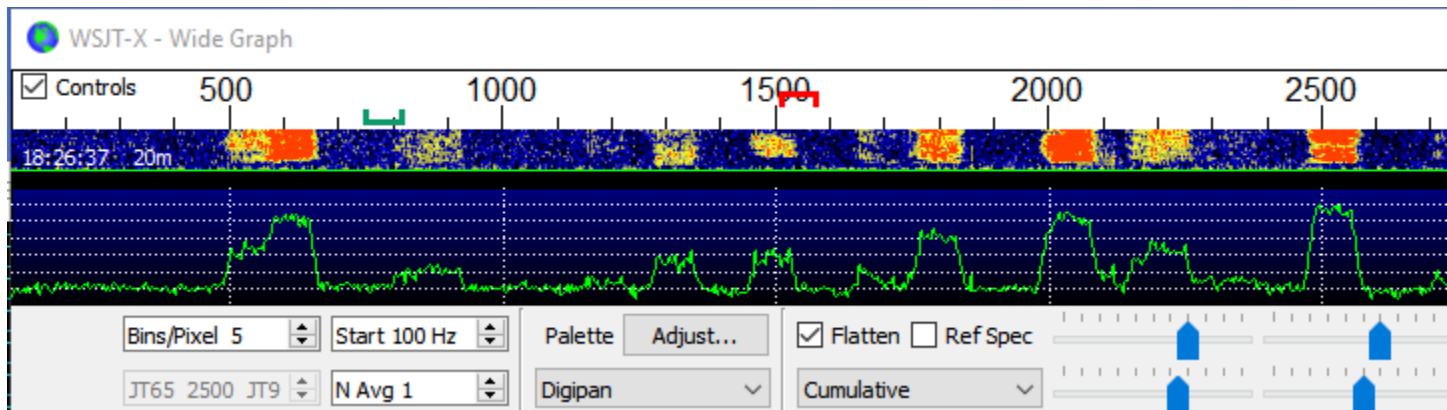 WSJT-X - Wide Graph
Controls 500 1000 1500 2000 2500
18:26:37 20m
Bins/Pixel 5 Start 100 Hz Palette Adjust... Flatten Ref Spec
JT65 2500 JT9 N Avg 1 Digipan Cumulative